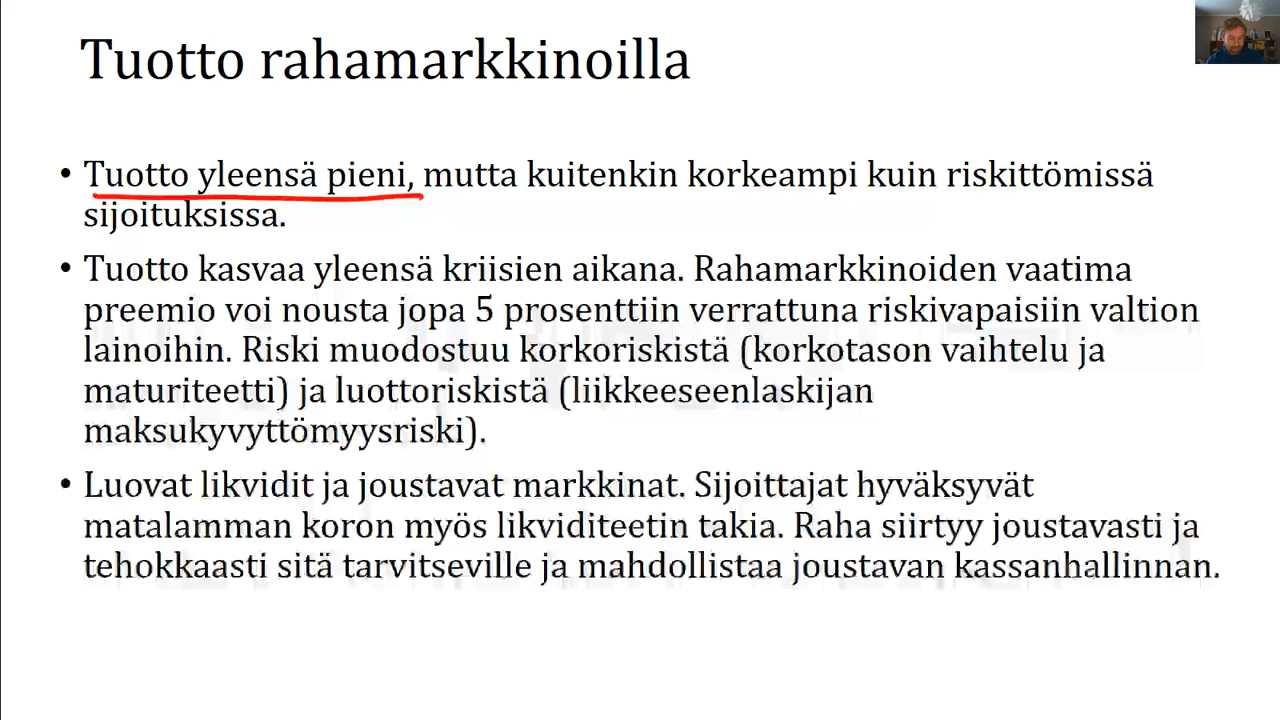 Tuotto rahamarkkinoilla
• Tuotto yleensä pieni, mutta kuitenkin korkeampi kuin riskittömissä
sijoituksissa.
• Tuotto kasvaa yleensä kriisien aikana. Rahamarkkinoiden vaatima
preemio voi nousta jopa 5 prosenttiin verrattuna riskivapaisiin valtion
lainoihin. Riski muodostuu korkoriskistä (korkotason vaihtelu ja
maturiteetti) ja luottoriskistä (liikkeeseenlaskijan
maksukyvyttömyysriski).
• Luovat likvidit ja joustavat markkinat. Sijoittajat hyväksyvät
matalamman koron myös likviditeetin takia. Raha siirtyy joustavasti ja
tehokkaasti sitä tarvitseville ja mahdollistaa joustavan kassanhallinnan.